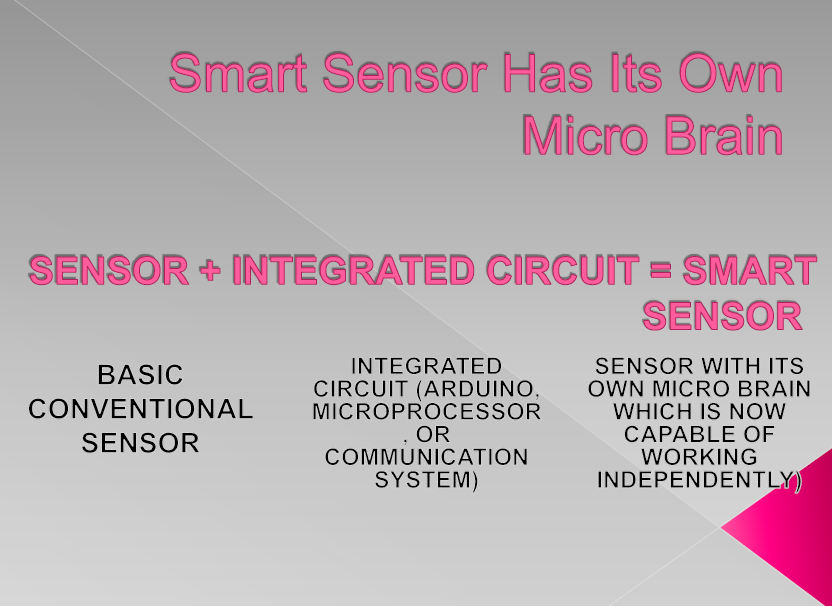 Smart Sensor Has Its Own
Micro Brain
SENSOR + INTEGRATED CIRCUIT = SMART
SENSOR
BASIC
CONVENTIONAL
SENSOR
INTEGRATED
CIRCUIT (ARDUINO,
MICROPROCESSOR
, OR
COMMUNICATION
SYSTEM)
SENSOR WITH ITS
OWN MICRO BRAIN
WHICH IS NOW
CAPABLE OF
WORKING
INDEPENDENTLY)